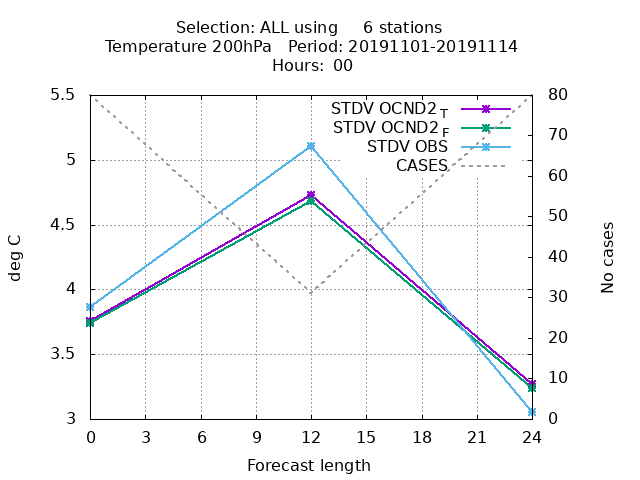 Selection: ALL using     6 stations
Temperature 200hPa   Period: 20191101-20191114
Hours:  00
STDV OCND2_T
STDV OCND2_F
STDV OBS
CASES
5.5
5
4.5
4
3.5
3
deg C
80
70
60
50
40
30
20
10
0
No cases
0 3 6 9 12 15 18 21 24
Forecast length